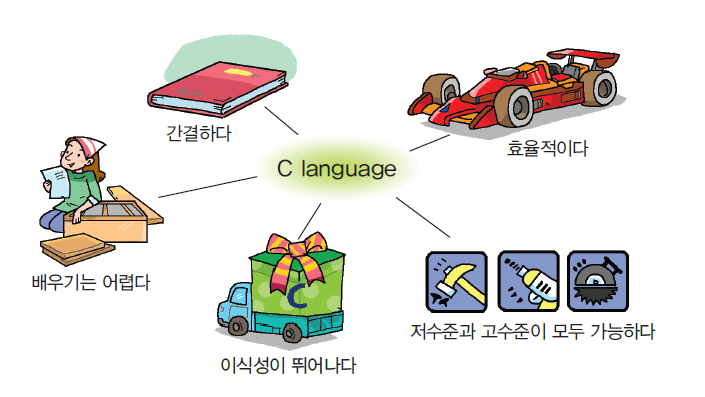 간결하다
효율적이다
C language
배우기는 어렵다
C
저수준과 고수준이 모두 가능하다
이식성이 뛰어나다